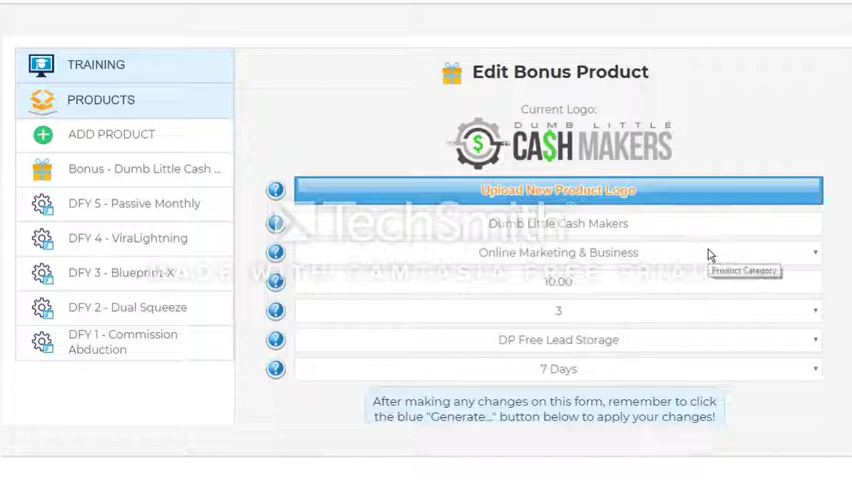 TRAINING
PRODUCTS
ADD PRODUCT
Bonus - Dumb Little Cash ...
DFY 5 - Passive Monthly
DFY 4 - ViraLightning
DFY 3 - Blueprint-X
DFY 2 - Dual Squeeze
DFY 1 - Commission
Abduction
Edit Bonus Product
Current Logo:
DUMB LITTLE
CA$H MAKERS
Upload New Product Logo
TechSmith
Dumb Little Cash Makers
Online Marketing & Business
Product Category
MADE WITH CAMTASIA FREE TRIAL
10.00
3
DP Free Lead Storage
7 Days
After making any changes on this form, remember to click
the blue "Generate..." button below to apply your changes!